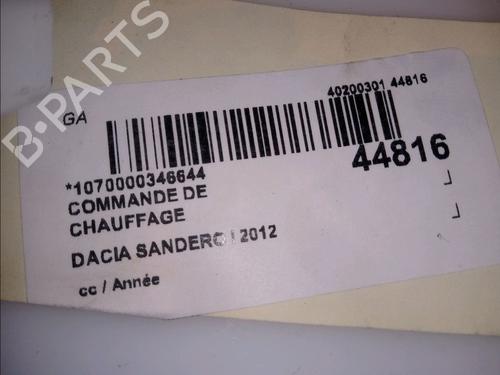 GA
40200301 44816
*1070000346644
44816
COMMANDE DE
CHAUFFAGE
DACIA SANDERO I 2012
cc / Année
B-PARTS